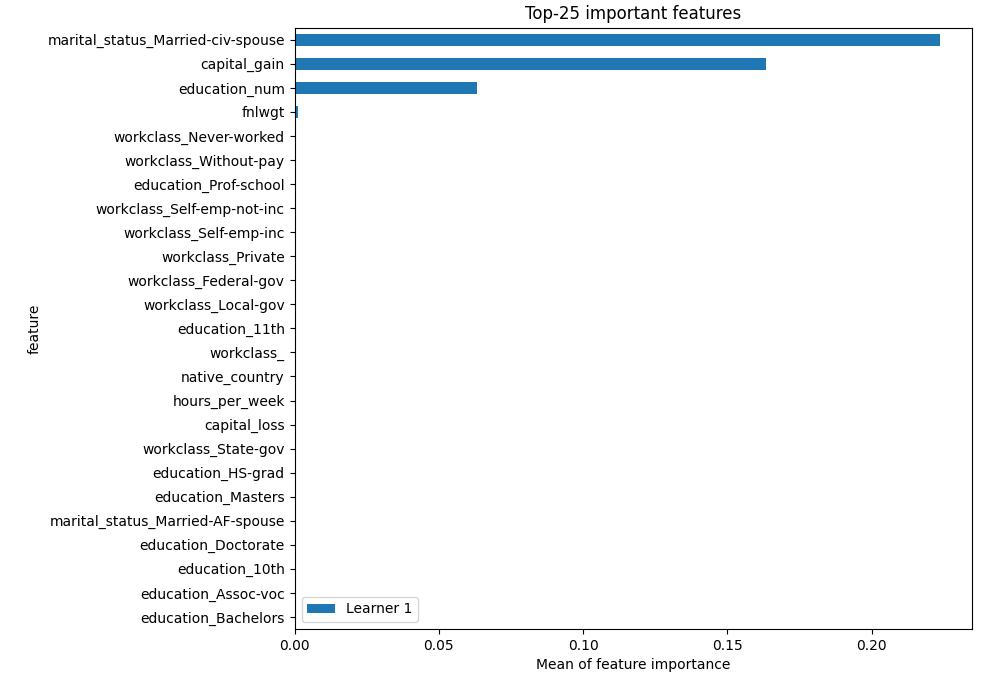 Top-25 important features
marital_status_Married-civ-spouse
capital_gain
education_num
fnlwgt
workclass_Never-worked
workclass_Without-pay
education_Prof-school
workclass_Self-emp-not-inc
workclass_Self-emp-inc
workclass_Private
workclass_Federal-gov
workclass_Local-gov
education_11th
workclass_
native_country
hours_per_week
capital_loss
workclass_State-gov
education_HS-grad
education_Masters
marital_status_Married-AF-spouse
education_Doctorate
education_10th
education_Assoc-voc
education_Bachelors
feature
Learner 1
0.00 0.05 0.10 0.15 0.20
Mean of feature importance